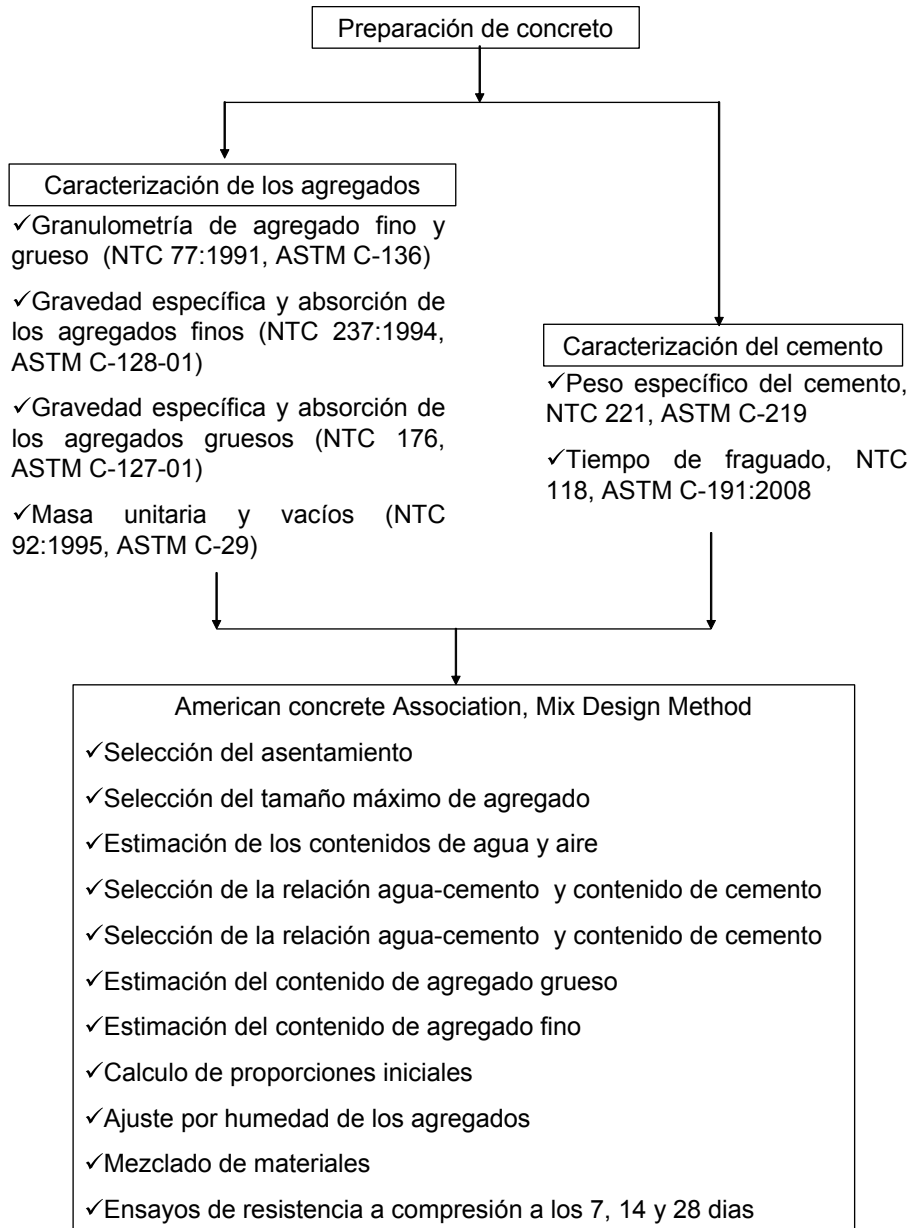 Preparación de concreto
Caracterización de los agregados
✓Granulometría de agregado fino y
grueso (NTC 77:1991, ASTM C-136)
✓Gravedad específica y absorción de
los agregados finos (NTC 237:1994,
ASTM C-128-01)
✓Gravedad específica y absorción de
los agregados gruesos (NTC 176,
ASTM C-127-01)
✓Masa unitaria y vacíos (NTC
92:1995, ASTM C-29)
Caracterización del cemento
✓Peso específico del cemento,
NTC 221, ASTM C-219
✓Tiempo de fraguado, NTC
118, ASTM C-191:2008
American concrete Association, Mix Design Method
✓Selección del asentamiento
✓Selección del tamaño máximo de agregado
✓Estimación de los contenidos de agua y aire
✓Selección de la relación agua-cemento y contenido de cemento
✓Selección de la relación agua-cemento y contenido de cemento
✓Estimación del contenido de agregado grueso
✓Estimación del contenido de agregado fino
✓Calculo de proporciones iniciales
✓Ajuste por humedad de los agregados
✓Mezclado de materiales
✓Ensayos de resistencia a compresión a los 7, 14 y 28 dias